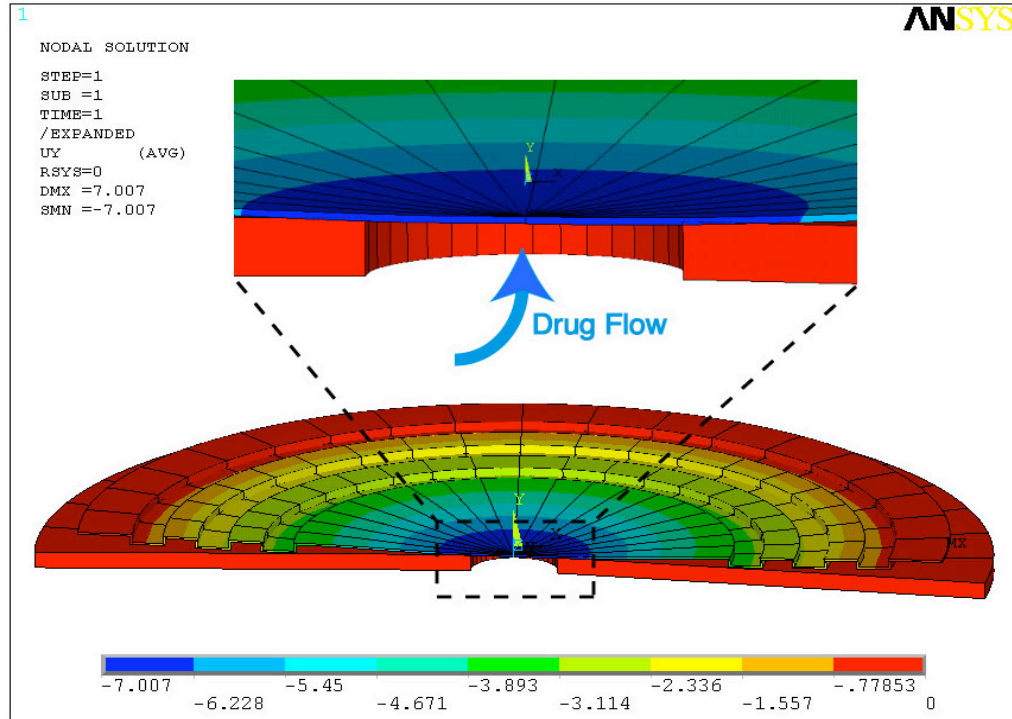 1
ANSYS
NODAL SOLUTION
STEP=1
SUB =1
TIME=1
/EXPANDED
UY (AVG)
RSYS=0
DMX =7.007
SMN =-7.007
Y
X
Drug Flow
Y
X
MX
-7.007 -5.45 -3.893 -2.336 -.77853
-6.228 -4.671 -3.114 -1.557 0